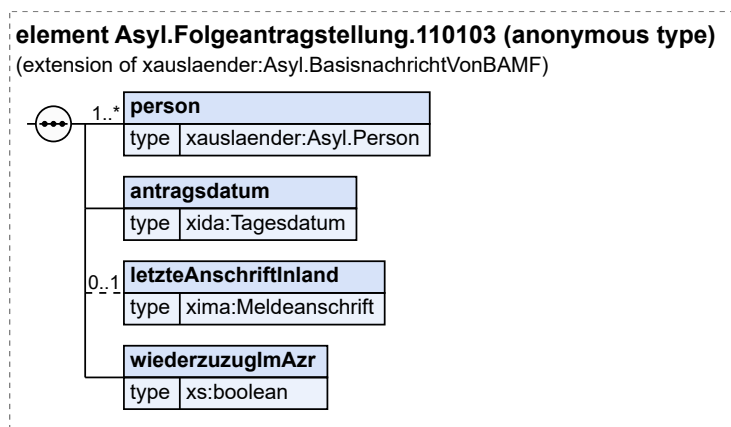 element Asyl.Folgeantragstellung.110103 (anonymous type)
(extension of xauslaender:Asyl.BasisnachrichtVonBAMF)
1..* person
type xauslaender:Asyl.Person
antragsdatum
type xida:Tagesdatum
0..1 letzteAnschriftInland
type xima:Meldeanschrift
wiederzuzugImAzr
type xs:boolean